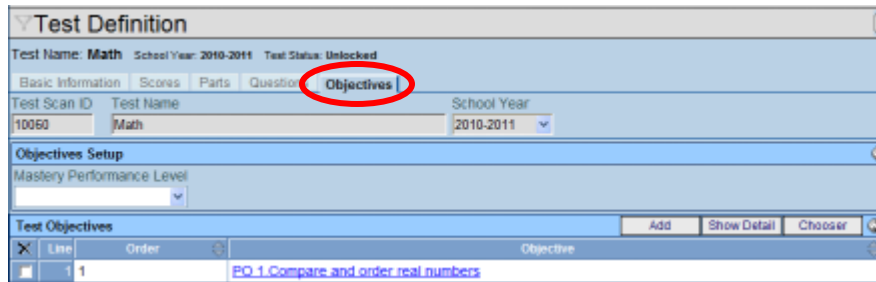 Test Definition
Test Name: Math School Year: 2010-2011 Test Status: Unlocked
Basic Information Scores Parts Questions Objectives
Test Scan ID Test Name School Year
10060 Math 2010-2011
Objectives Setup
Mastery Performance Level
Test Objectives Add Show Detail Chooser
X Line Order Objective
1 1 PO 1 Compare and order real numbers